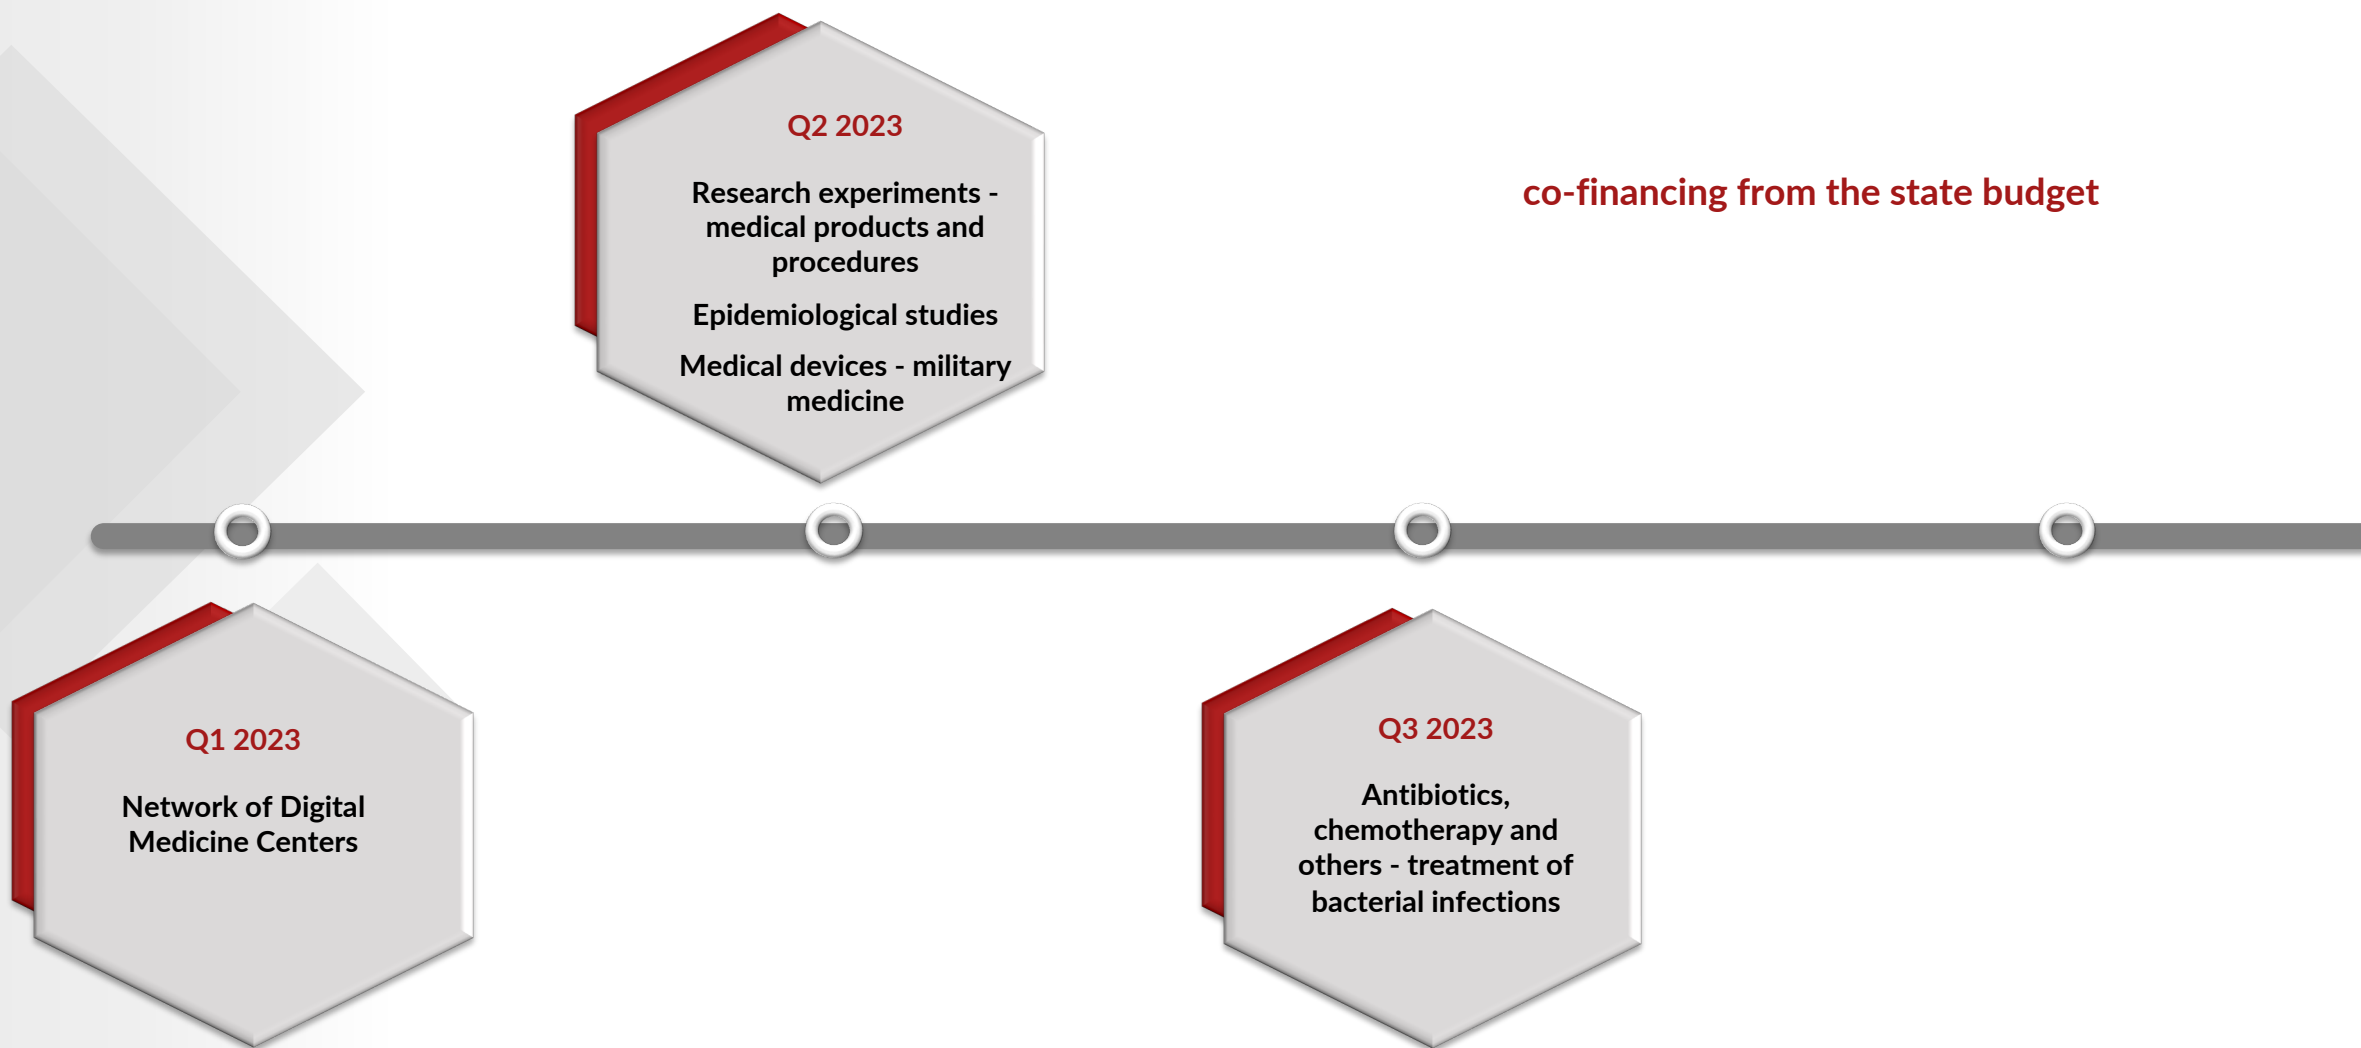 Q2 2023
Research experiments -
medical products and
procedures
Epidemiological studies
Medical devices - military
medicine
co-financing from the state budget
Q1 2023
Network of Digital
Medicine Centers
Q3 2023
Antibiotics,
chemotherapy and
others - treatment of
bacterial infections